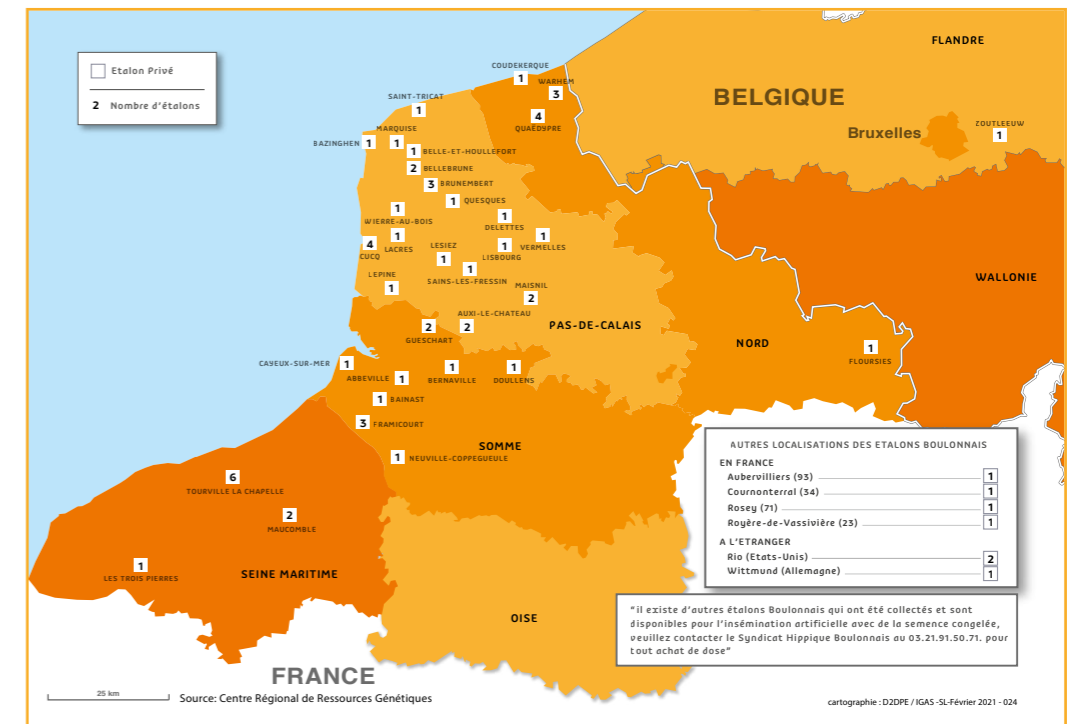 FLANDRE
COUDEKERQUE
1
WARHEM
3
Etalon Privé
2 Nombre d'étalons
SAINT-TRICAT
1
4
QUAËDYPRE
BELGIQUE
Bruxelles
ZOUTLEEUW
1
MARQUISE
BAZINGHEN 1
1
1 BELLE-ET-HOULLEFORT
2 BELLEBRUNE
3 BRUNEMBERT
1 QUESQUES
1
WIERRE-AU-BOIS
1
DELETTES
4
CUCQ
1
LACRES
LESIEZ
1
1
LISBOURG
1
VERMELLES
LEPINE
1
1
SAINS-LES-FRESSIN
MAISNIL
2
WALLONIE
AUXI-LE-CHATEAU
2
2
GUESCHART
PAS-DE-CALAIS
NORD
1
FLOURSIES
CAYEUX-SUR-MER 1
ABBEVILLE 1
1
BERNAVILLE
1
DOULLENS
1 BAINAST
3 FRAMICOURT
SOMME
1 NEUVILLE-COPPEGUEULE
6
TOURVILLE LA CHAPELLE
2
MAUCOMBLE
1
LES TROIS PIERRES
SEINE MARITIME
OISE
AUTRES LOCALISATIONS DES ETALONS BOULONNAIS
EN FRANCE
Aubervilliers (93) 1
Cournonterral (34) 1
Rosey (71) 1
Royère-de-Vassivière (23) 1
A L'ETRANGER
Rio (Etats-Unis) 2
Wittmund (Allemagne) 1
"il existe d'autres étalons Boulonnais qui ont été collectés et sont
disponibles pour l'insémination artificielle avec de la semence congelée,
veuillez contacter le Syndicat Hippique Boulonnais au 03.21.91.50.71. pour
tout achat de dose"
FRANCE
25 km
Source: Centre Régional de Ressources Génétiques
cartographie : D2DPE / IGAS -SL-Février 2021 - 024